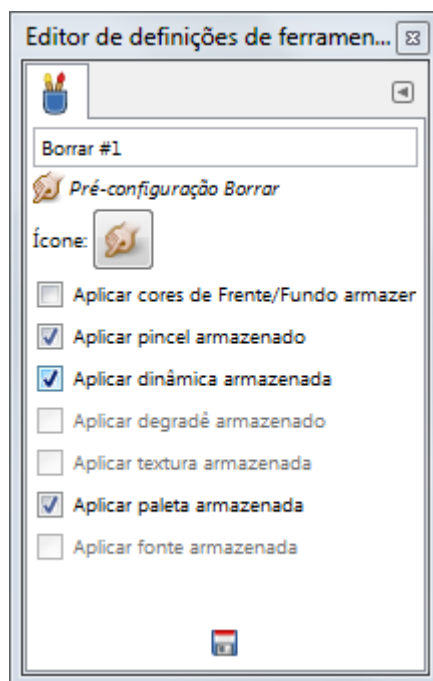 Editor de definições de ferramen...
Borrar #1
Pré-configuração Borrar
Ícone:
Aplicar cores de Frente/Fundo armazer
Aplicar pincel armazenado
Aplicar dinâmica armazenada
Aplicar degradê armazenado
Aplicar textura armazenada
Aplicar paleta armazenada
Aplicar fonte armazenada